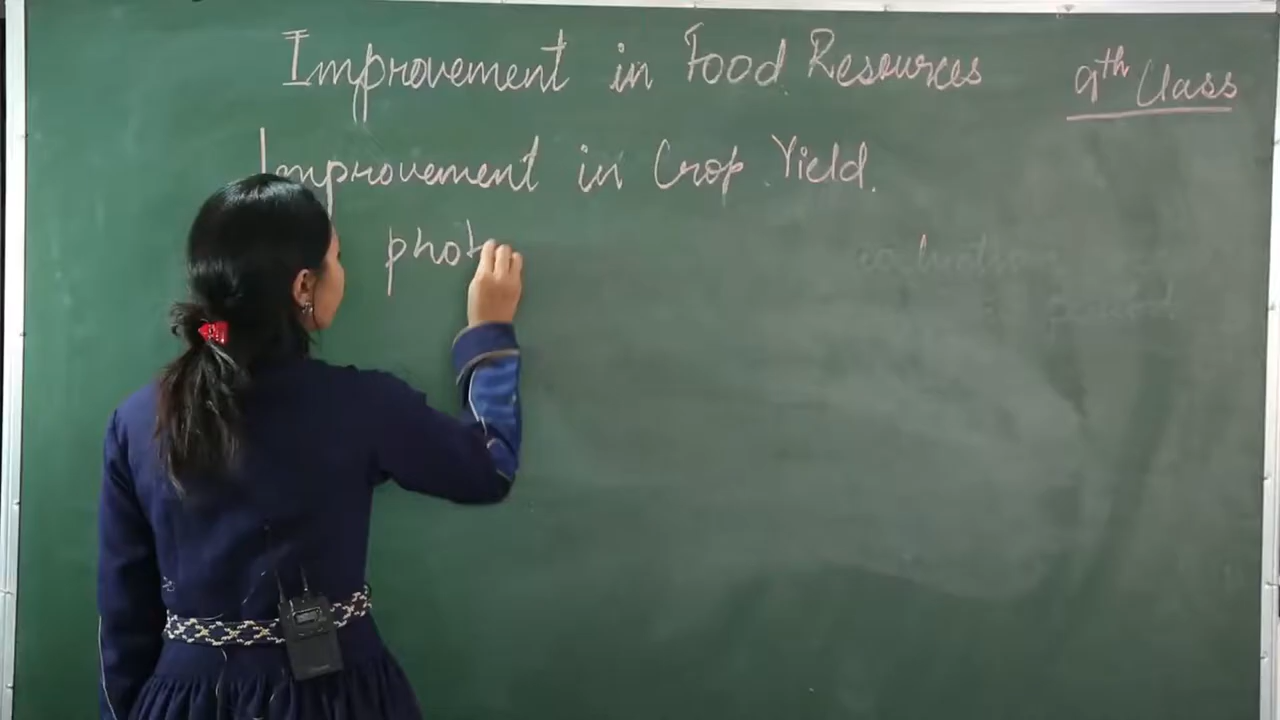 Improvement in Food Resources
9th Class
Improvement in Crop Yield.
phot